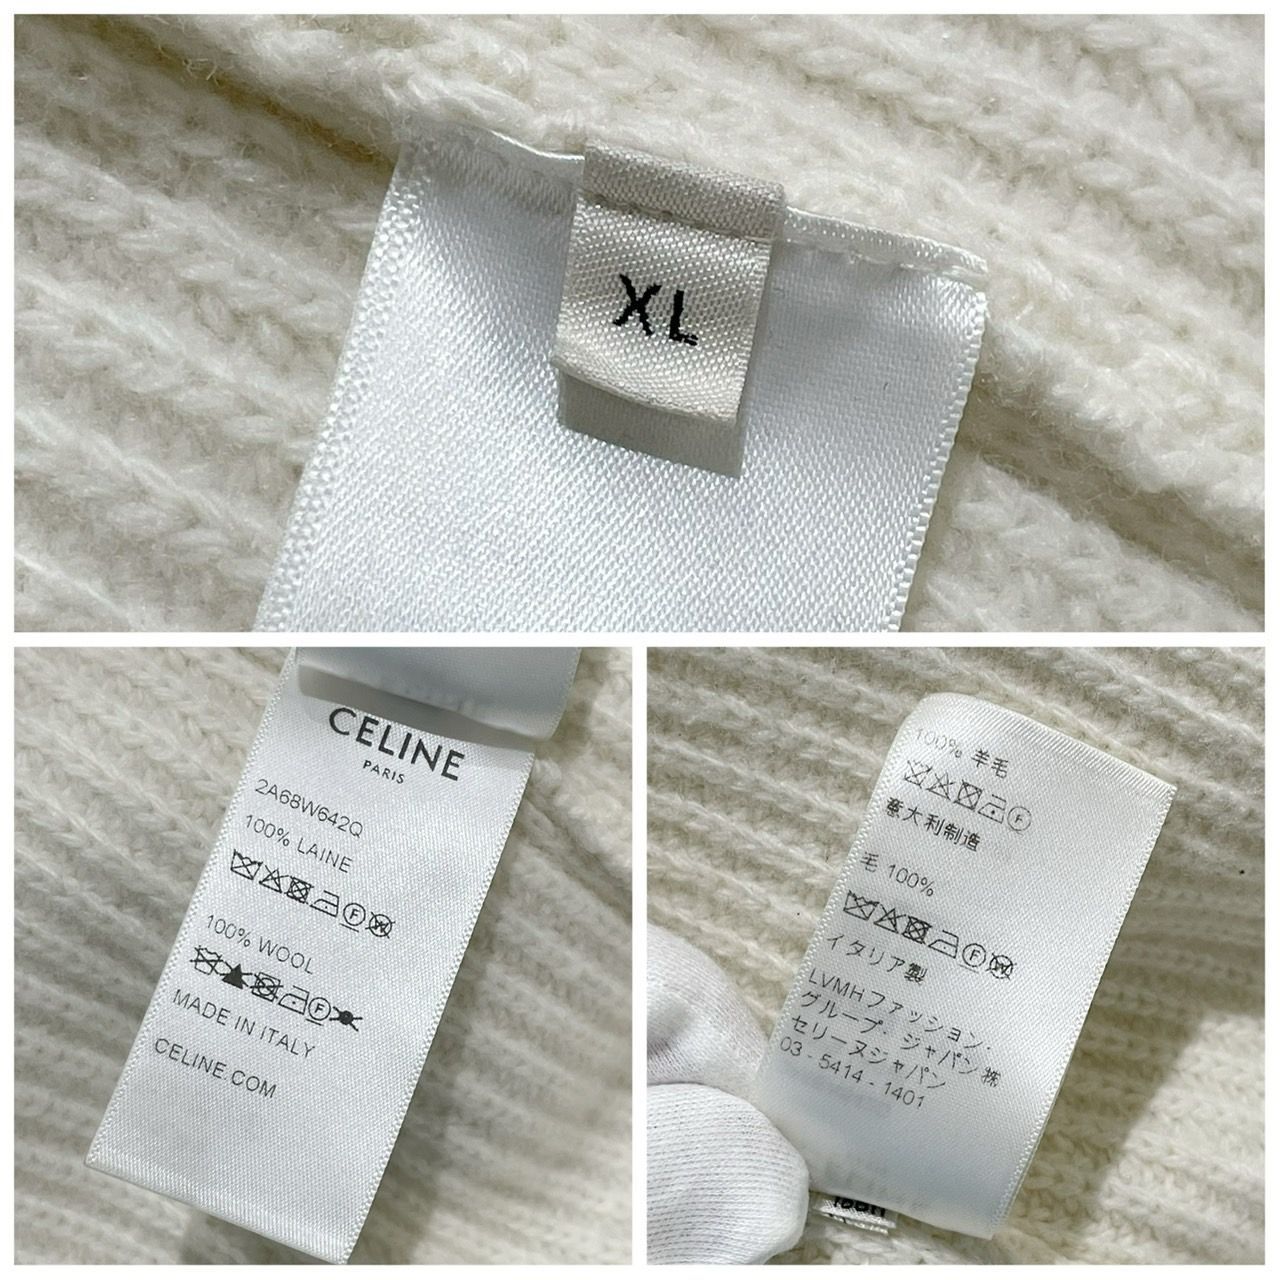 XL
CELINE
PARIS
2A68W642Q
100% LAINE
100% WOOL
MADE IN ITALY
CELINE.COM
100% 羊毛
意大利制造
毛 100%
イタリア製
LVMHファッション・
グループ・ジャパン㈱
セリーヌジャパン
03 - 5414 - 1401